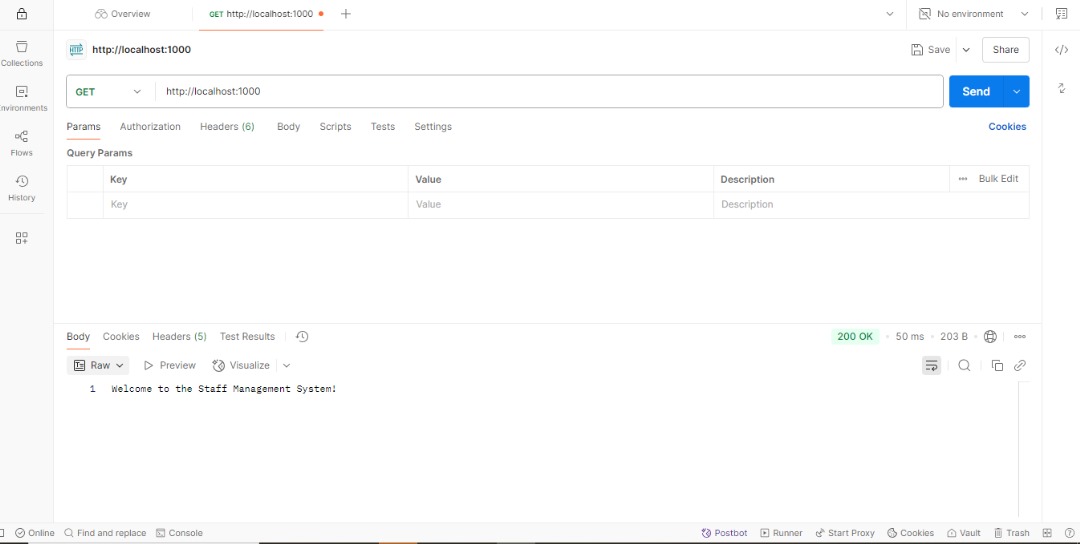 Overview
GET http://localhost:1000
No environment
Collections
HTTP http://localhost:1000
Save
Share
GET
http://localhost:1000
Send
nvironments
Params Authorization Headers (6) Body Scripts Tests Settings
Cookies
Flows
Query Params
History
Key Value Description
Bulk Edit
Key Value Description
Body Cookies Headers (5) Test Results
200 OK 50 ms 203 B
Raw Preview Visualize
1 Welcome to the Staff Management System!
Online Find and replace Console
Postbot Runner Start Proxy Cookies Vault Trash